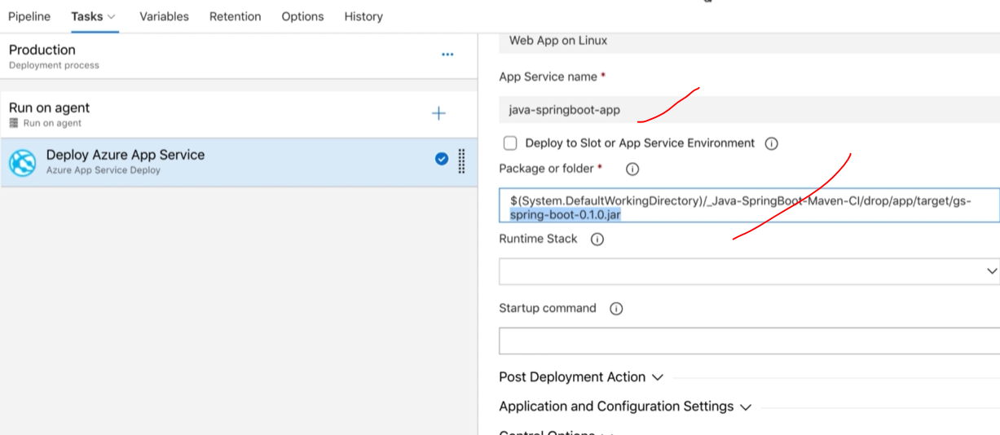 Pipeline Tasks Variables Retention Options History
Production
Deployment process
Run on agent
Run on agent
Deploy Azure App Service
Azure App Service Deploy
Web App on Linux
App Service name *
java-springboot-app
Deploy to Slot or App Service Environment
Package or folder *
$(System.DefaultWorkingDirectory)/_Java-SpringBoot-Maven-CI/drop/app/target/gs-
spring-boot-0.1.0.jar
Runtime Stack
Startup command
Post Deployment Action
Application and Configuration Settings
Control Options